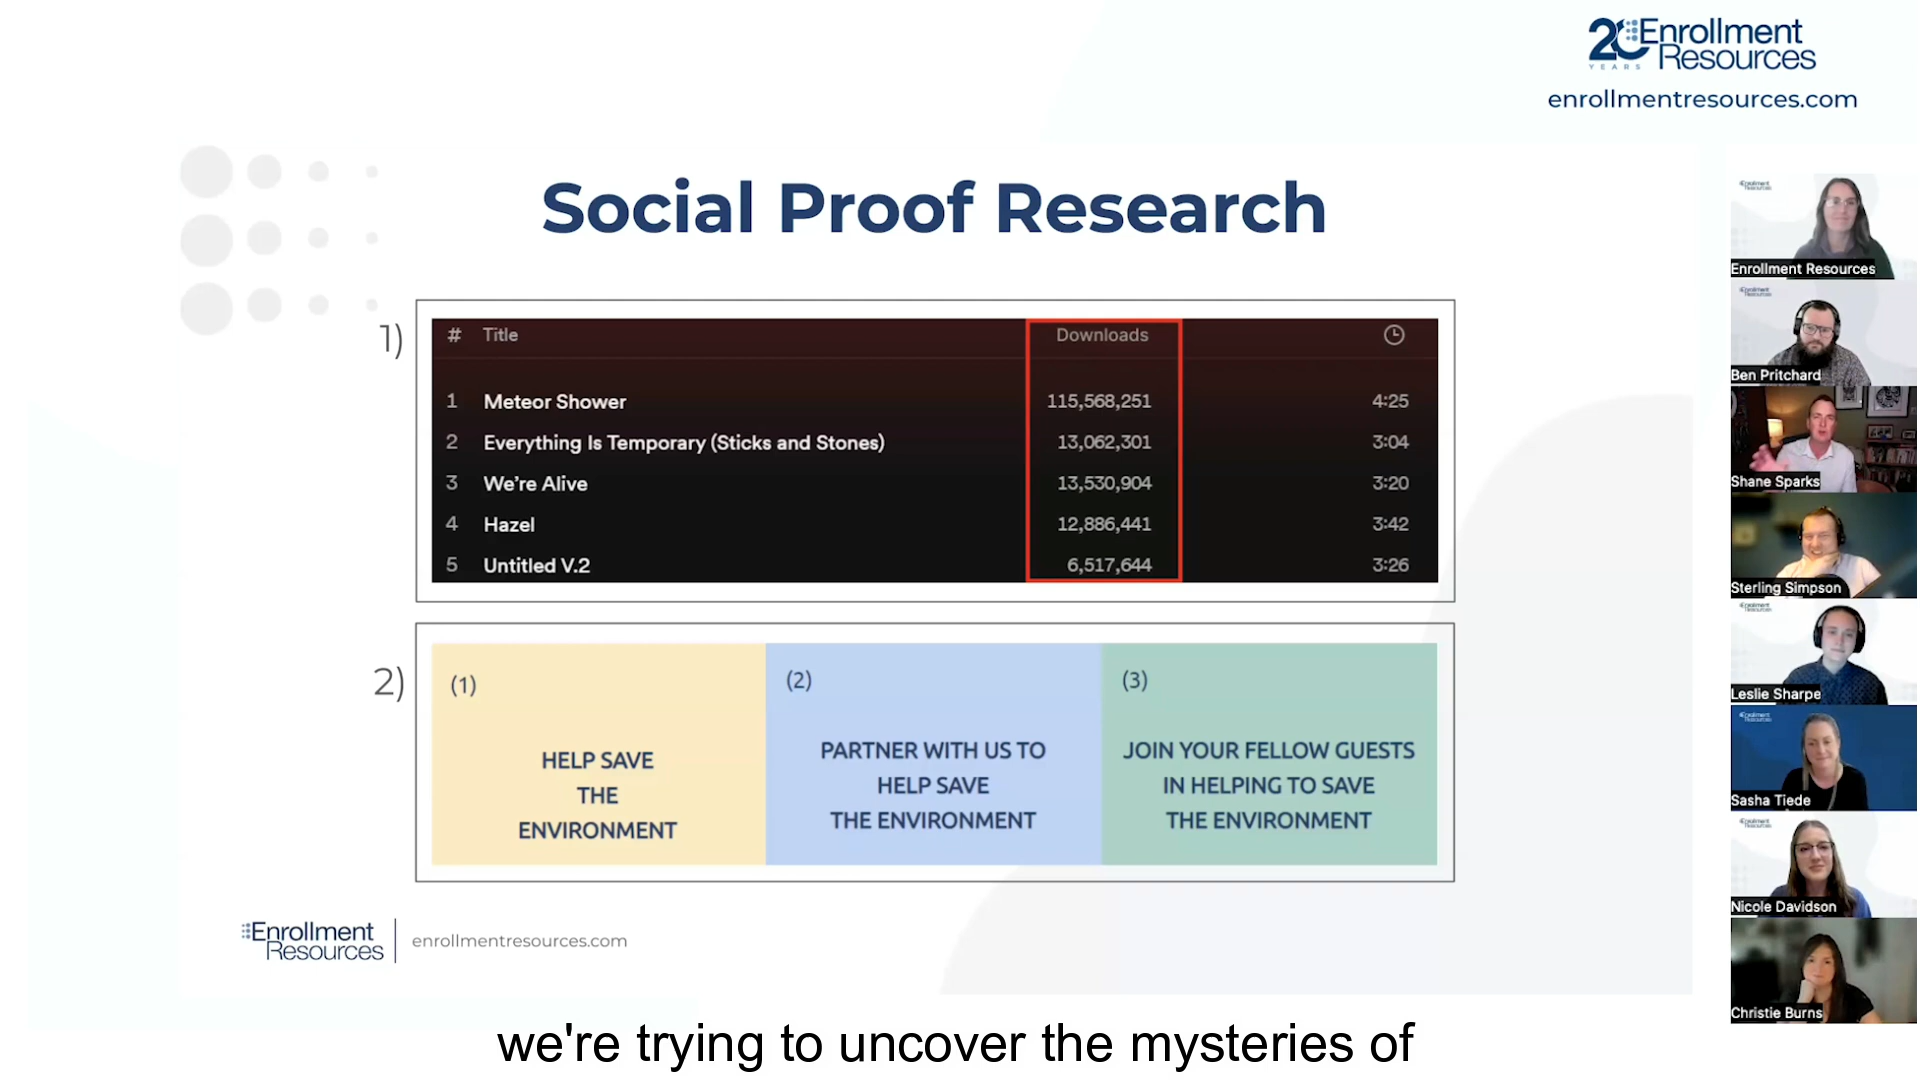 20 Enrollment
YEARS Resources
enrollmentresources.com
Social Proof Research
1)
# Title Downloads
1 Meteor Shower 115,568,251 4:25
2 Everything Is Temporary (Sticks and Stones) 13,062,301 3:04
3 We're Alive 13,530,904 3:20
4 Hazel 12,886,441 3:42
5 Untitled V.2 6,517,644 3:26
2)
(1)
HELP SAVE
THE
ENVIRONMENT
(2)
PARTNER WITH US TO
HELP SAVE
THE ENVIRONMENT
(3)
JOIN YOUR FELLOW GUESTS
IN HELPING TO SAVE
THE ENVIRONMENT
Enrollment
Resources
enrollmentresources.com
Enrollment Resources
Ben Pritchard
Shane Sparks
Sterling Simpson
Leslie Sharpe
Sasha Tiede
Nicole Davidson
Christie Burns
we're trying to uncover the mysteries of